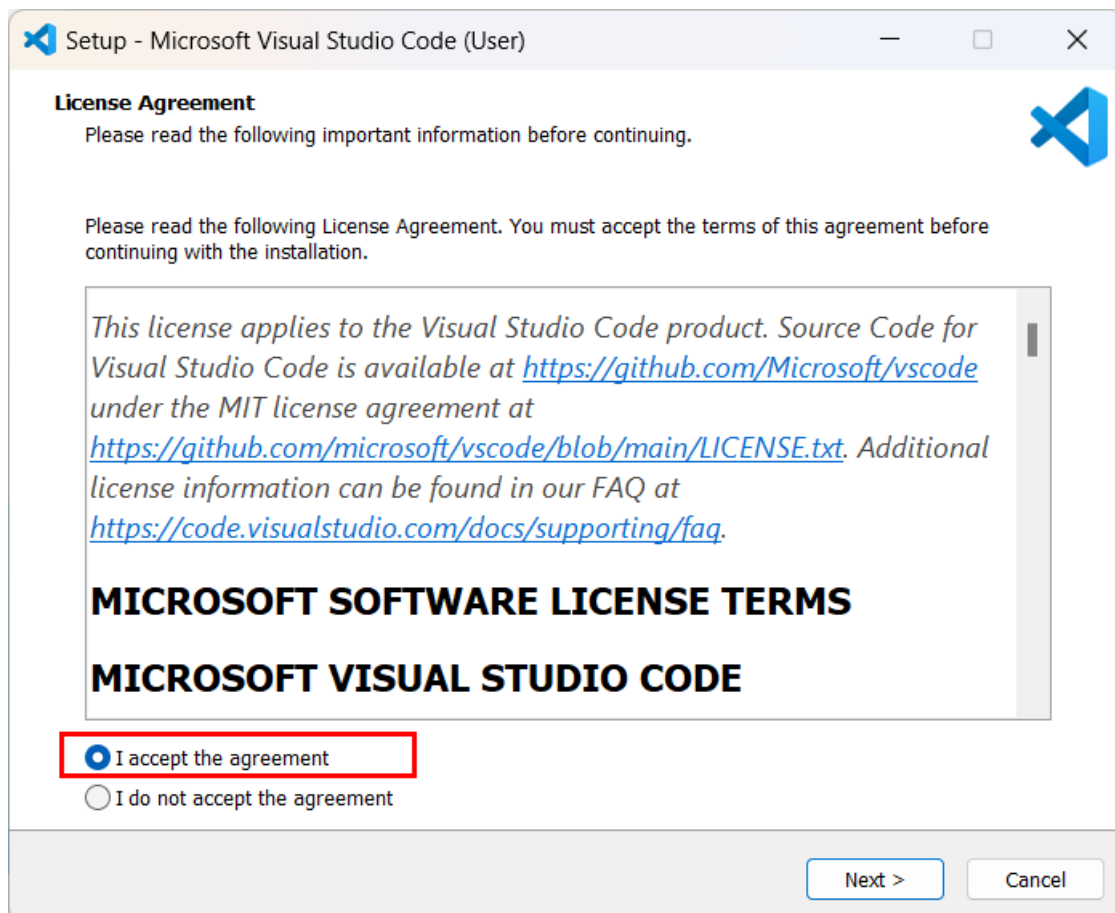 Setup - Microsoft Visual Studio Code (User)
License Agreement
Please read the following important information before continuing.
Please read the following License Agreement. You must accept the terms of this agreement before
continuing with the installation.
This license applies to the Visual Studio Code product. Source Code for
Visual Studio Code is available at https://github.com/Microsoft/vscode
under the MIT license agreement at
https://github.com/microsoft/vscode/blob/main/LICENSE.txt. Additional
license information can be found in our FAQ at
https://code.visualstudio.com/docs/supporting/faq.
MICROSOFT SOFTWARE LICENSE TERMS
MICROSOFT VISUAL STUDIO CODE
I accept the agreement
I do not accept the agreement
Next > Cancel